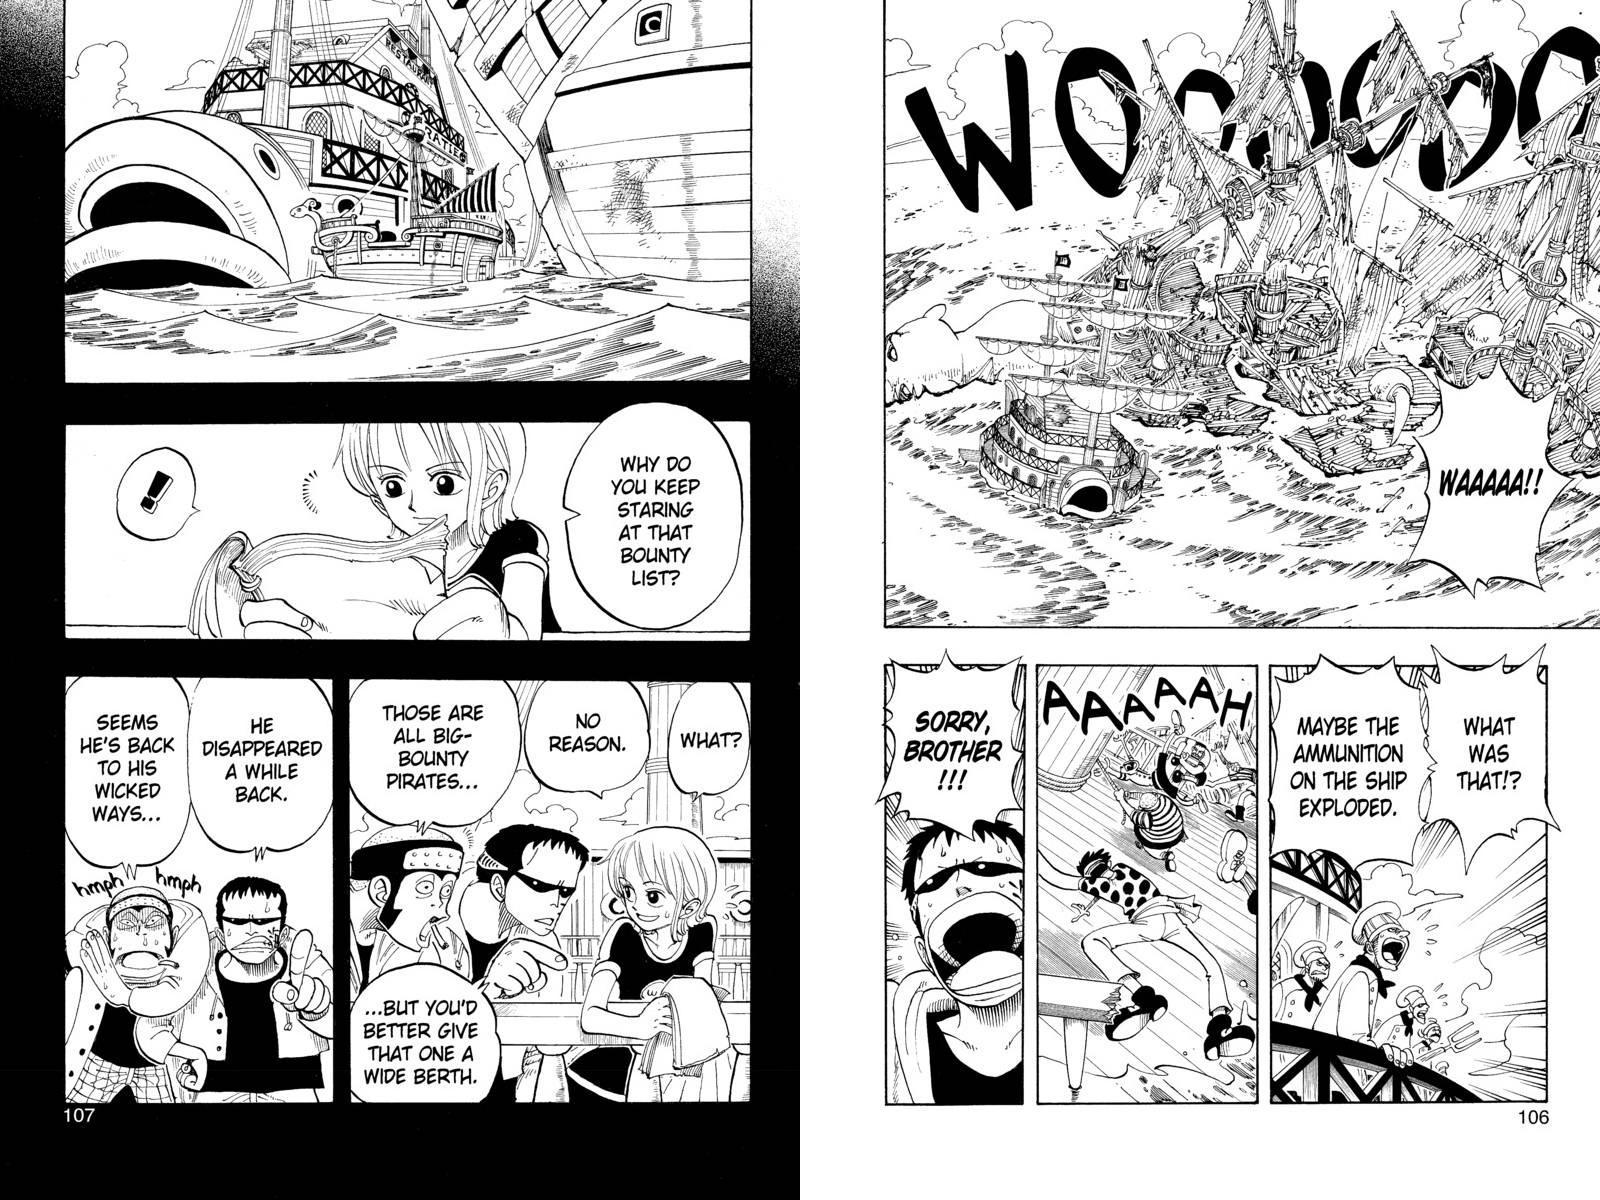 WOOOOOO
WAAAAA!!
WHAT
WAS
THAT!?
MAYBE THE
AMMUNITION
ON THE SHIP
EXPLODED.
AAAAAAH
SORRY,
BROTHER
!!!
106
WHY DO
YOU KEEP
STARING
AT THAT
BOUNTY
LIST?
!
WHAT?
NO
REASON.
THOSE ARE
ALL BIG-
BOUNTY
PIRATES...
...BUT YOU'D
BETTER GIVE
THAT ONE A
WIDE BERTH.
HE
DISAPPEARED
A WHILE
BACK.
SEEMS
HE'S BACK
TO HIS
WICKED
WAYS...
hmph
hmph
107